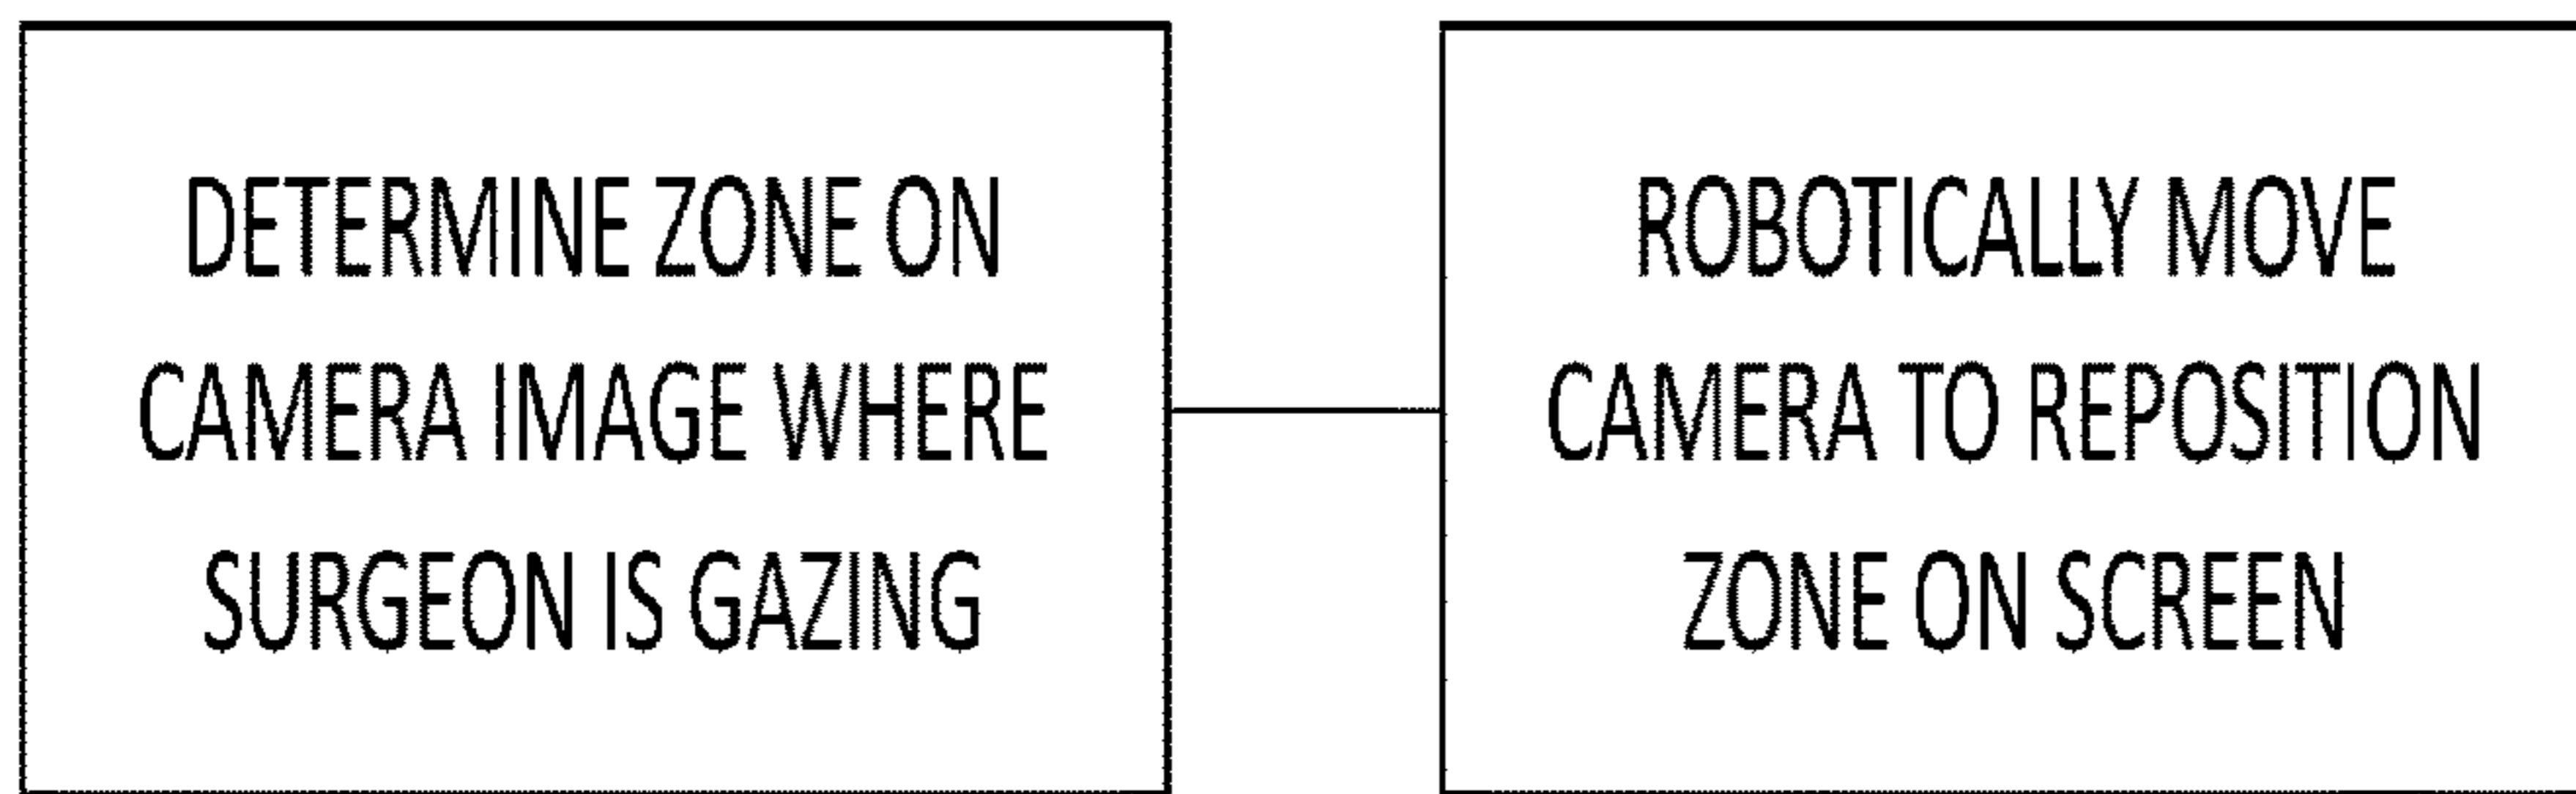 DETERMINE ZONE ON
CAMERA IMAGE WHERE
SURGEON IS GAZING
ROBOTICALLY MOVE
CAMERA TO REPOSITION
ZONE ON SCREEN